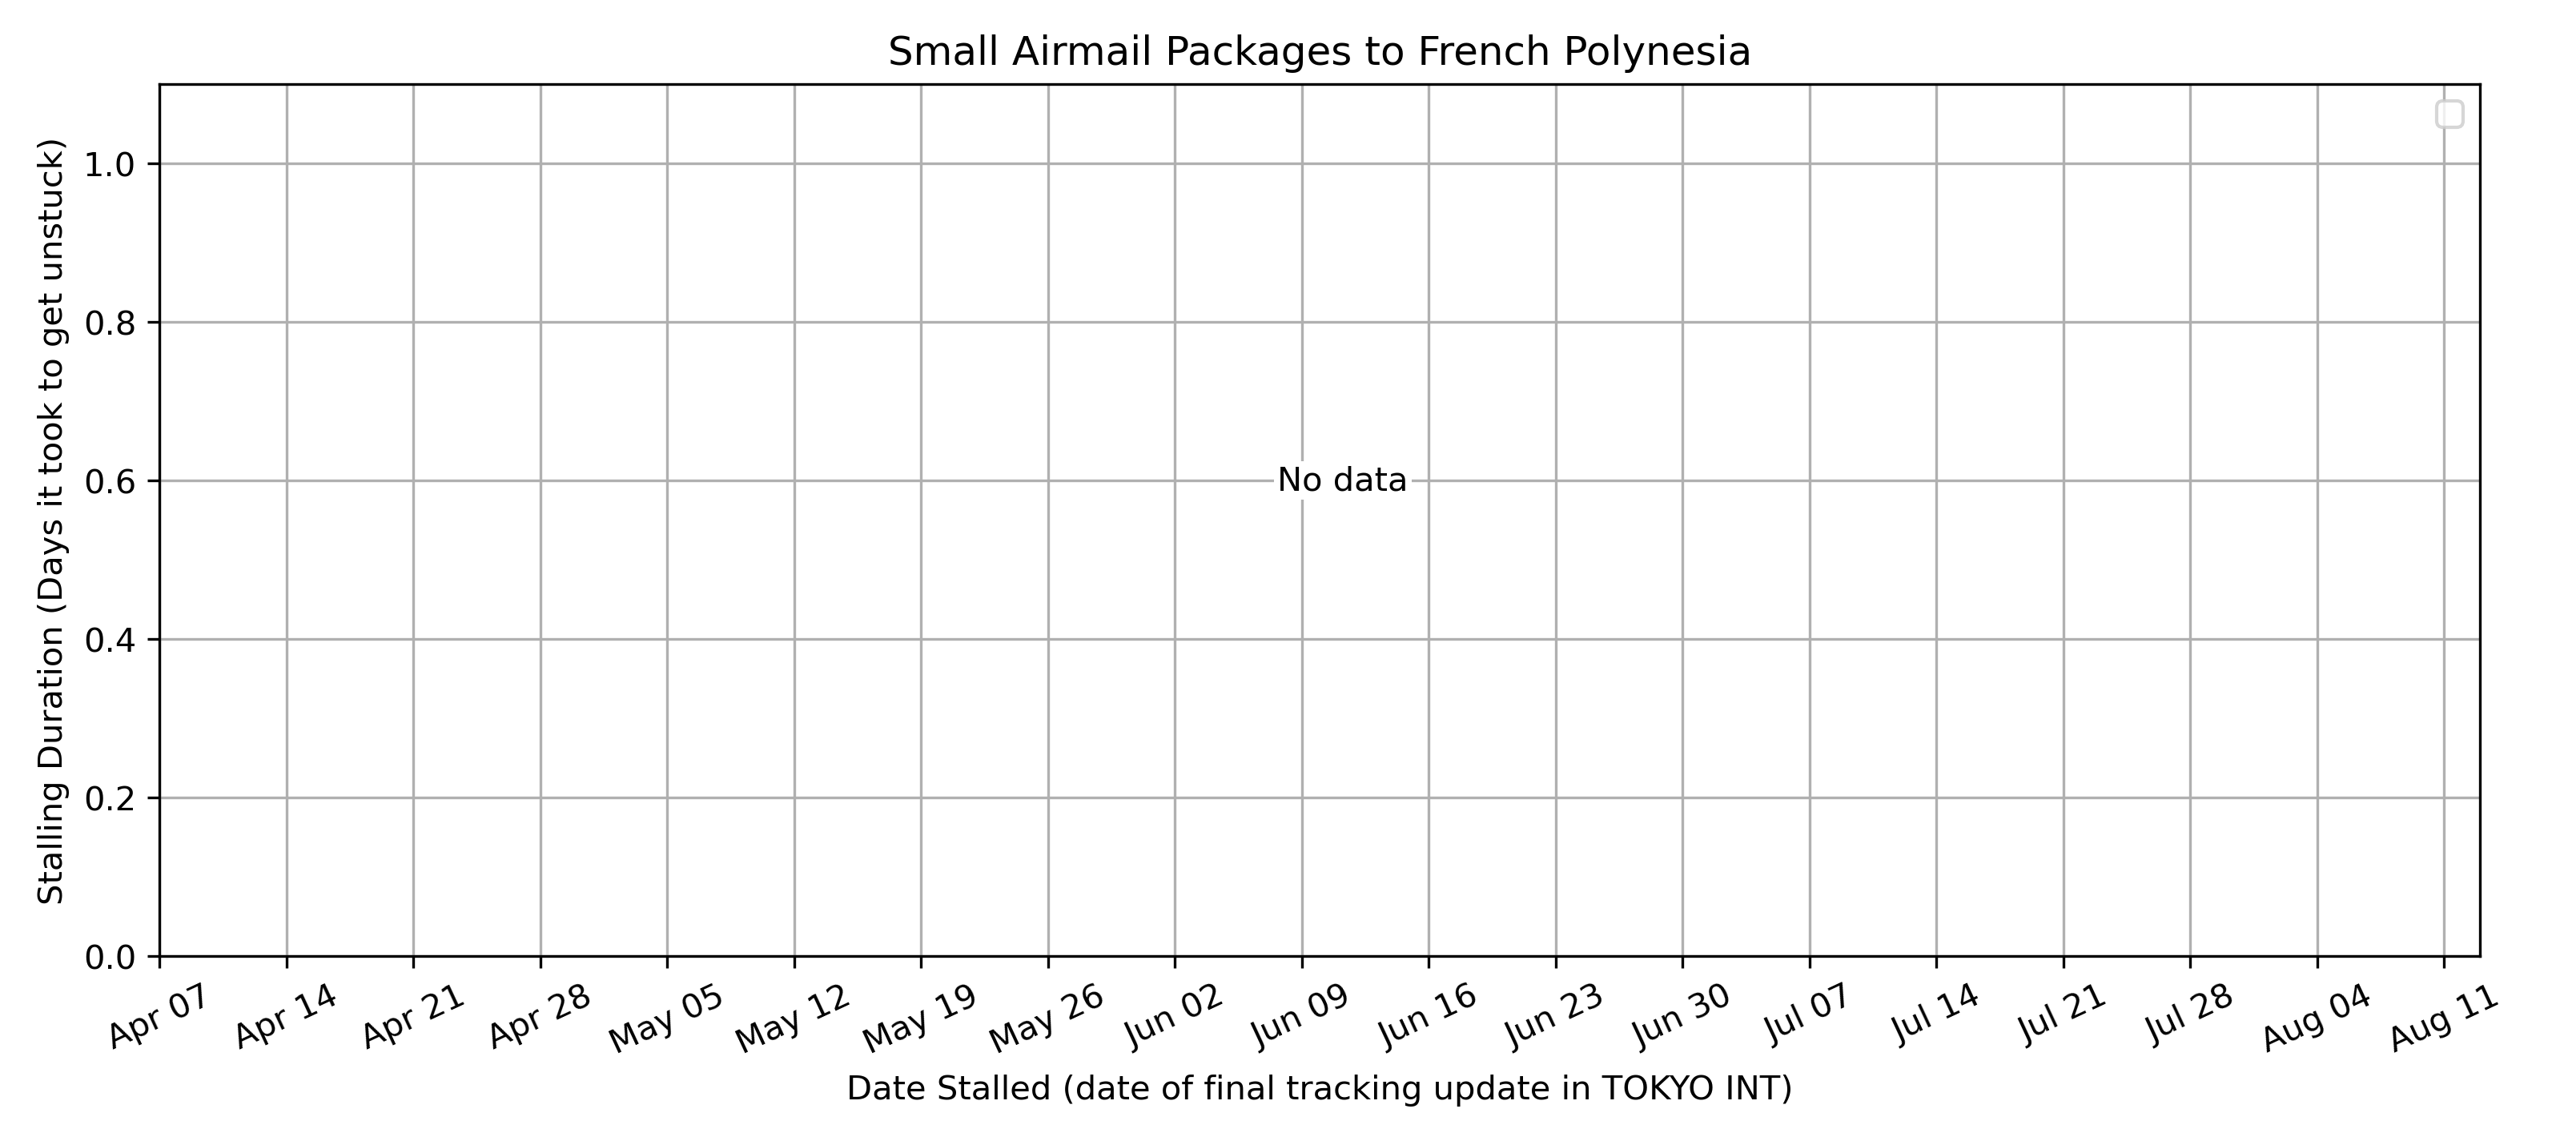 Small Airmail Packages to French Polynesia
Stalling Duration (Days it took to get unstuck)
1.0
0.8
0.6
0.4
0.2
0.0
No data
Apr 07
Apr 14
Apr 21
Apr 28
May 05
May 12
May 19
May 26
Jun 02
Jun 09
Jun 16
Jun 23
Jun 30
Jul 07
Jul 14
Jul 21
Jul 28
Aug 04
Aug 11
Date Stalled (date of final tracking update in TOKYO INT)